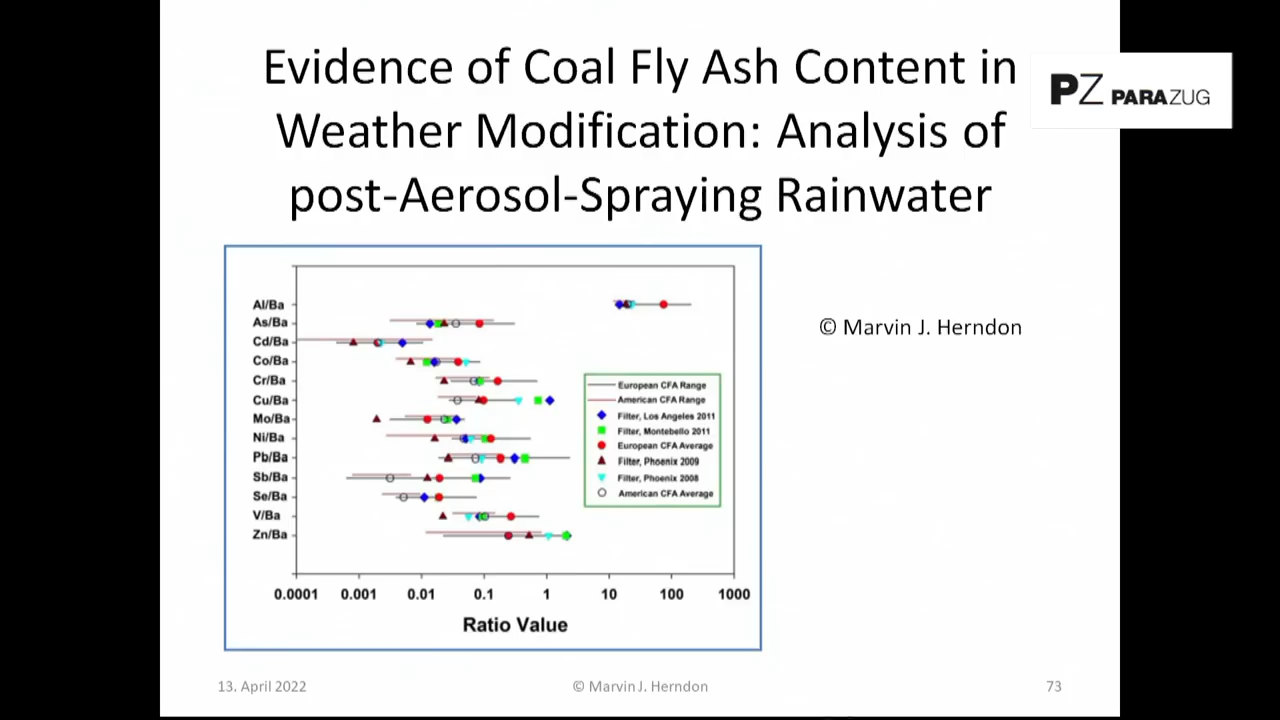 Evidence of Coal Fly Ash Content in
Weather Modification: Analysis of
post-Aerosol-Spraying Rainwater
PZ PARAZUG
Al/Ba
As/Ba
Cd/Ba
Co/Ba
Cr/Ba
Cu/Ba
Mo/Ba
Ni/Ba
Pb/Ba
Sb/Ba
Se/Ba
V/Ba
Zn/Ba
European CFA Range
American CFA Range
Filter, Los Angeles 2011
Filter, Montebello 2011
European CFA Average
Filter, Phoenix 2009
Filter, Phoenix 2008
American CFA Average
0.0001 0.001 0.01 0.1 1 10 100 1000
Ratio Value
© Marvin J. Herndon
13. April 2022
© Marvin J. Herndon
73